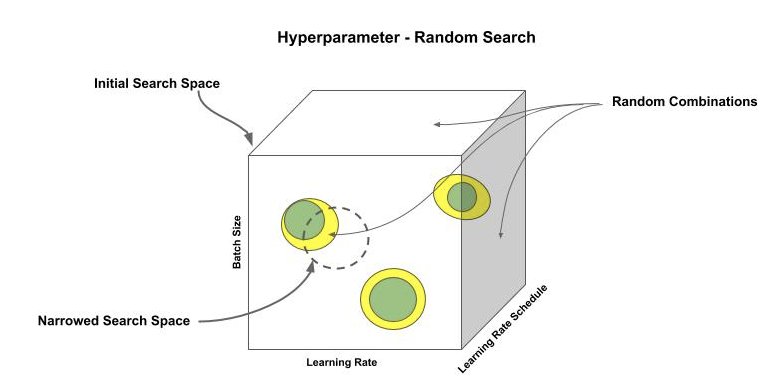 Hyperparameter - Random Search
Initial Search Space
Random Combinations
Batch Size
Narrowed Search Space
Learning Rate Schedule
Learning Rate